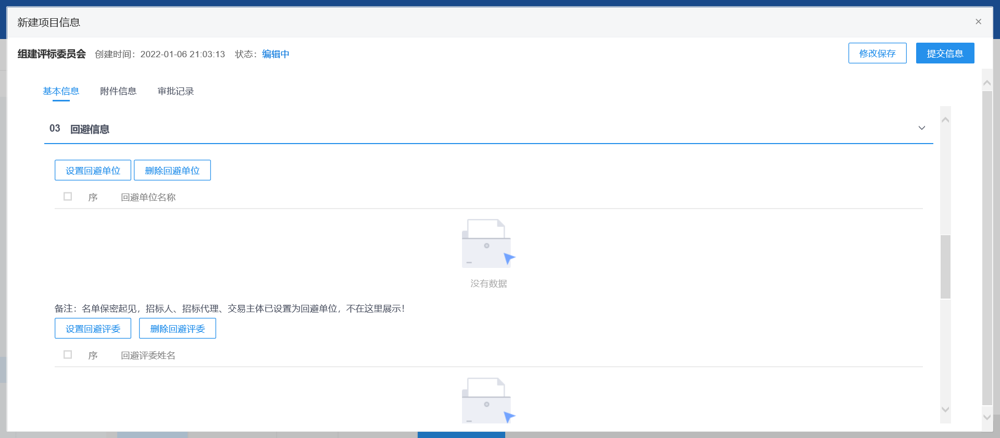 新建项目信息
组建评标委员会 创建时间：2022-01-06 21:03:13 状态：编辑中 修改保存 提交信息
基本信息 附件信息 审批记录
03 回避信息
设置回避单位 删除回避单位
序 回避单位名称
没有数据
备注：名单保密起见，招标人、招标代理、交易主体已设置为回避单位，不在这里展示！
设置回避评委 删除回避评委
序 回避评委姓名